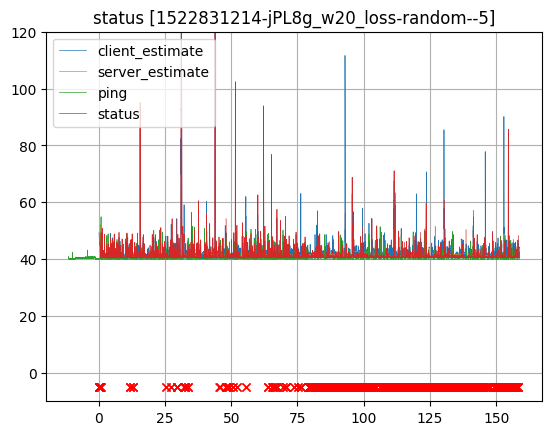 status [1522831214-jPL8g_w20_loss-random--5]
120
100
80
60
40
20
0
client_estimate
server_estimate
ping
status
0
25
50
75
100
125
150